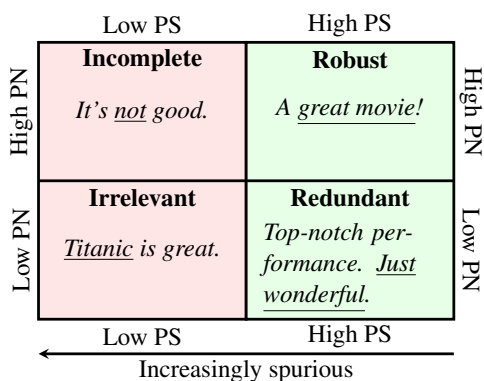 Low PS High PS
High PN
Incomplete
It's not good.
Robust
A great movie!
High PN
Low PN
Irrelevant
Titanic is great.
Redundant
Top-notch per-
formance. Just
wonderful.
Low PN
Low PS High PS
Increasingly spurious